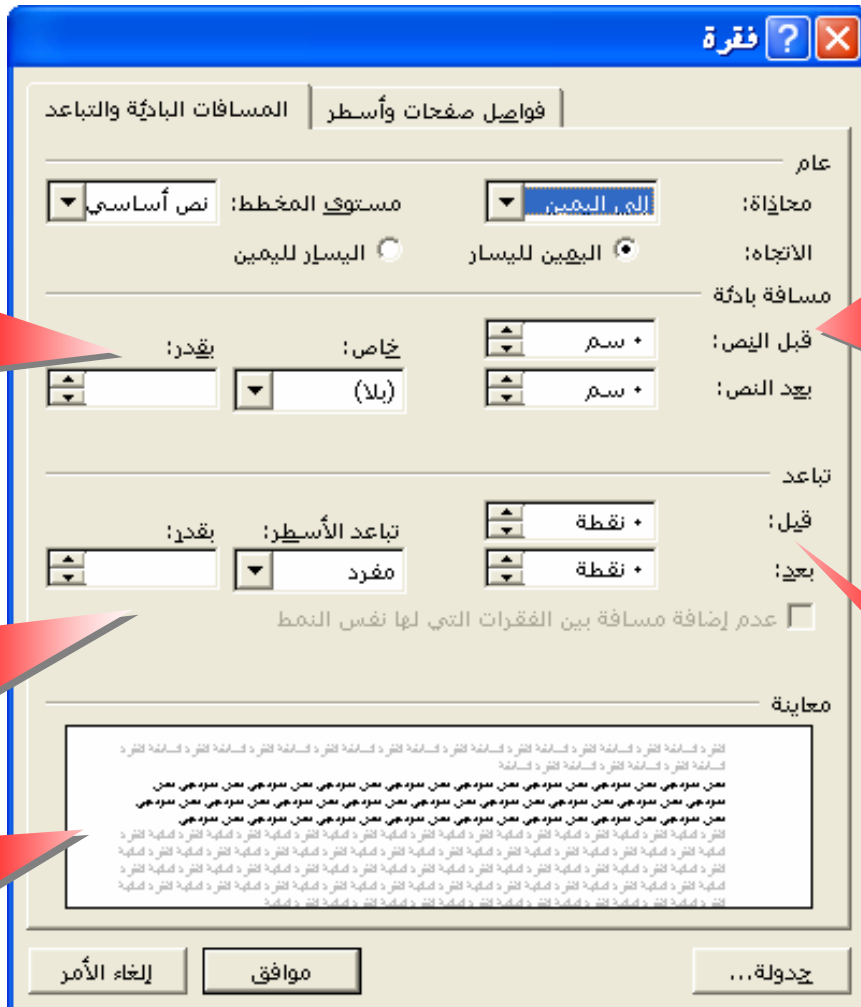 فقرة
المسافات البادئة والتباعد
فواصل صفحات وأسطر
عام
محاذاة: إلى اليمين مستوى المخطط: نص أساسي
الاتجاه: اليمين لليسار اليسار لليمين
مسافة بادئة
قبل النص: ٠ سم خاص: بقدر:
بعد النص: ٠ سم (بلا)
تباعد
قبل: ٠ نقطة تباعد الأسطر: بقدر:
بعد: ٠ نقطة مفرد
عدم إضافة مسافة بين الفقرات التي لها نفس النمط
معاينة
جدولة... موافق إلغاء الأمر